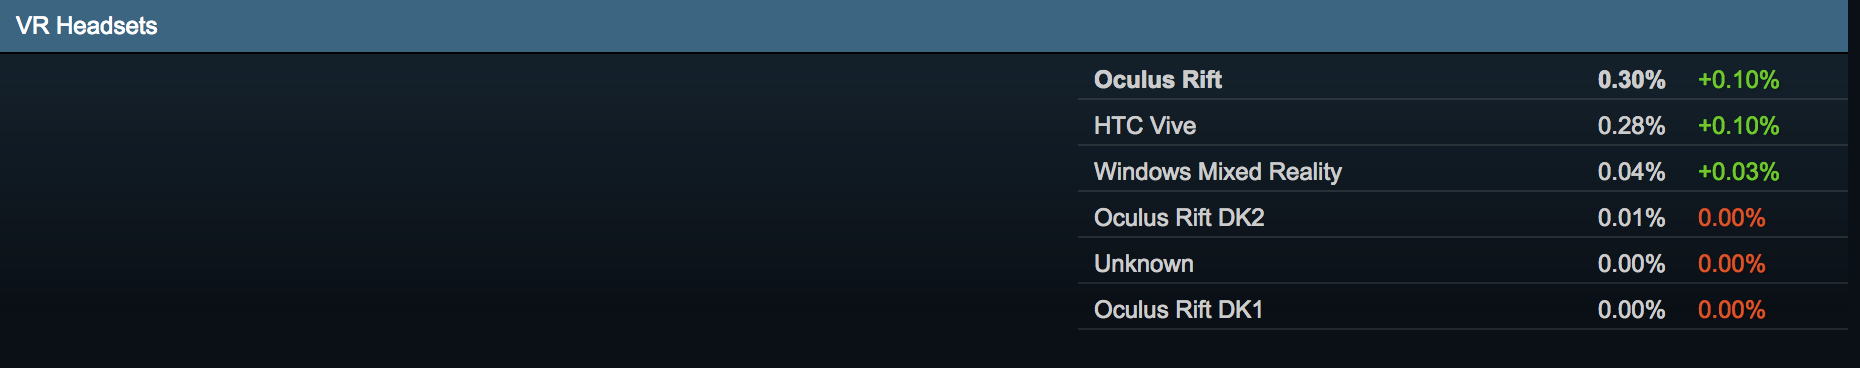 VR Headsets
Oculus Rift 0.30% +0.10%
HTC Vive 0.28% +0.10%
Windows Mixed Reality 0.04% +0.03%
Oculus Rift DK2 0.01% 0.00%
Unknown 0.00% 0.00%
Oculus Rift DK1 0.00% 0.00%